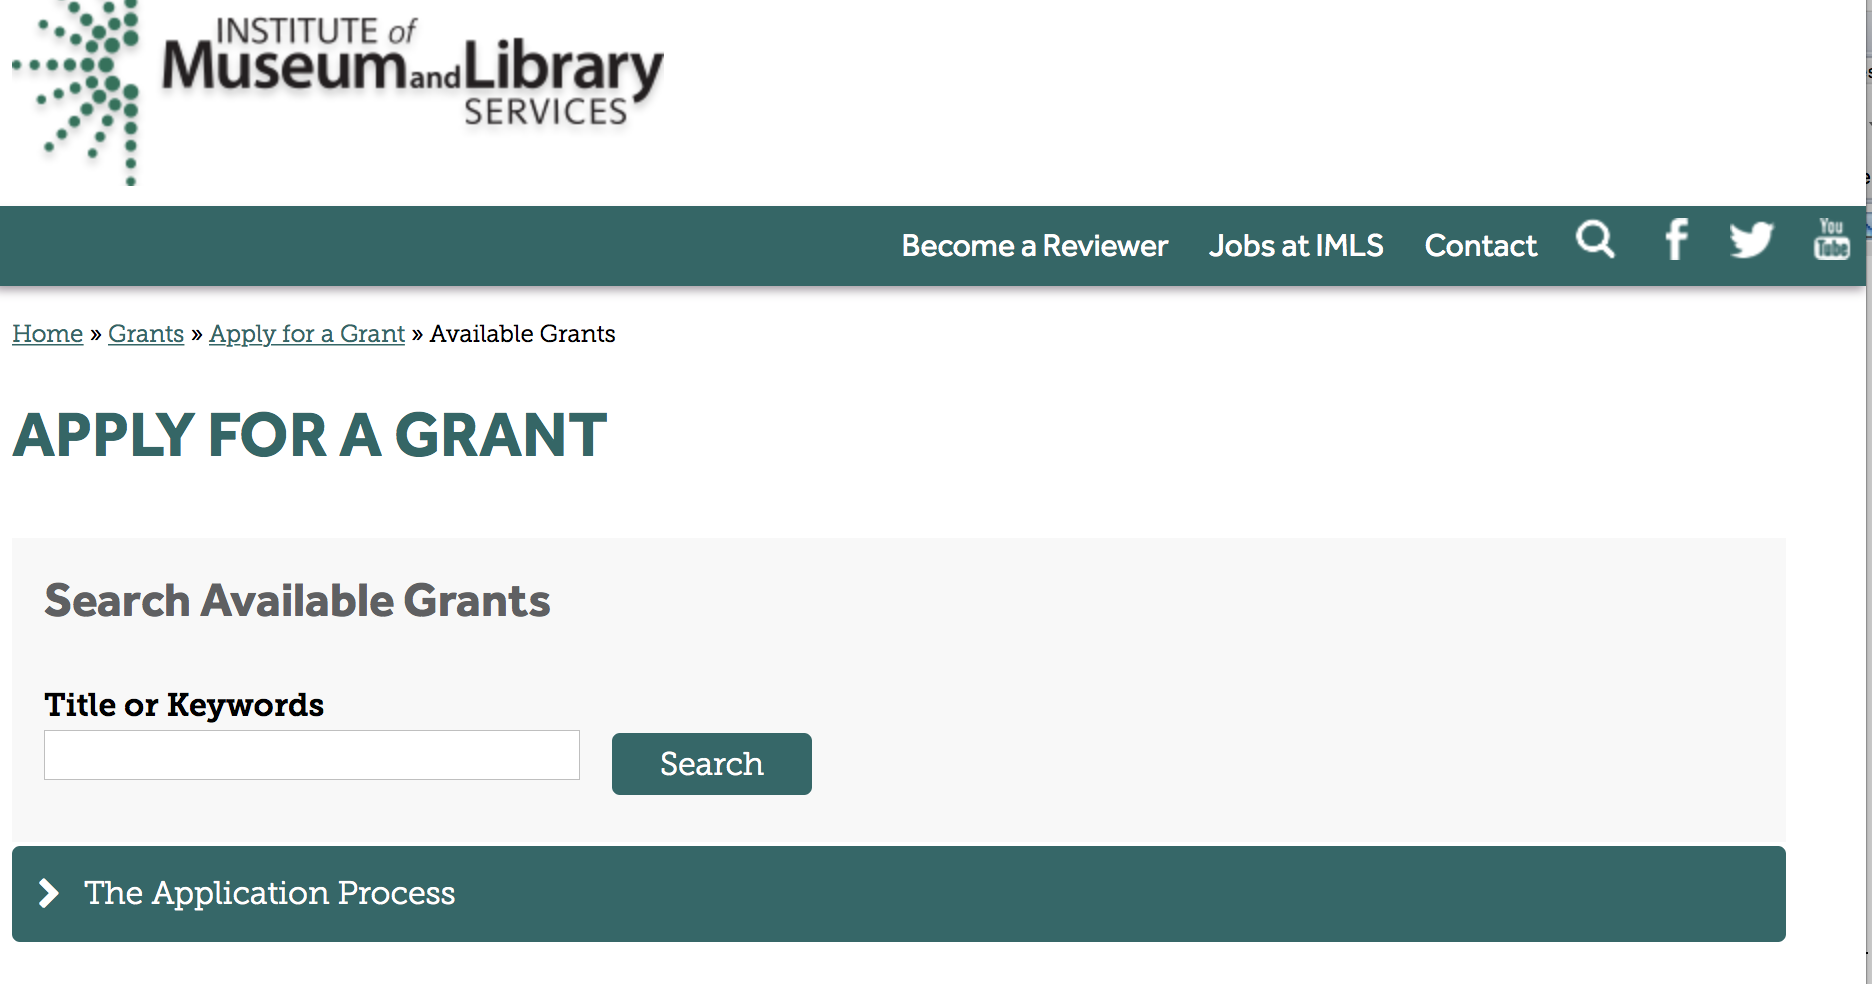 INSTITUTE of
Museum and Library
SERVICES
Become a Reviewer Jobs at IMLS Contact You Tube
Home » Grants » Apply for a Grant » Available Grants
APPLY FOR A GRANT
Search Available Grants
Title or Keywords
Search
The Application Process